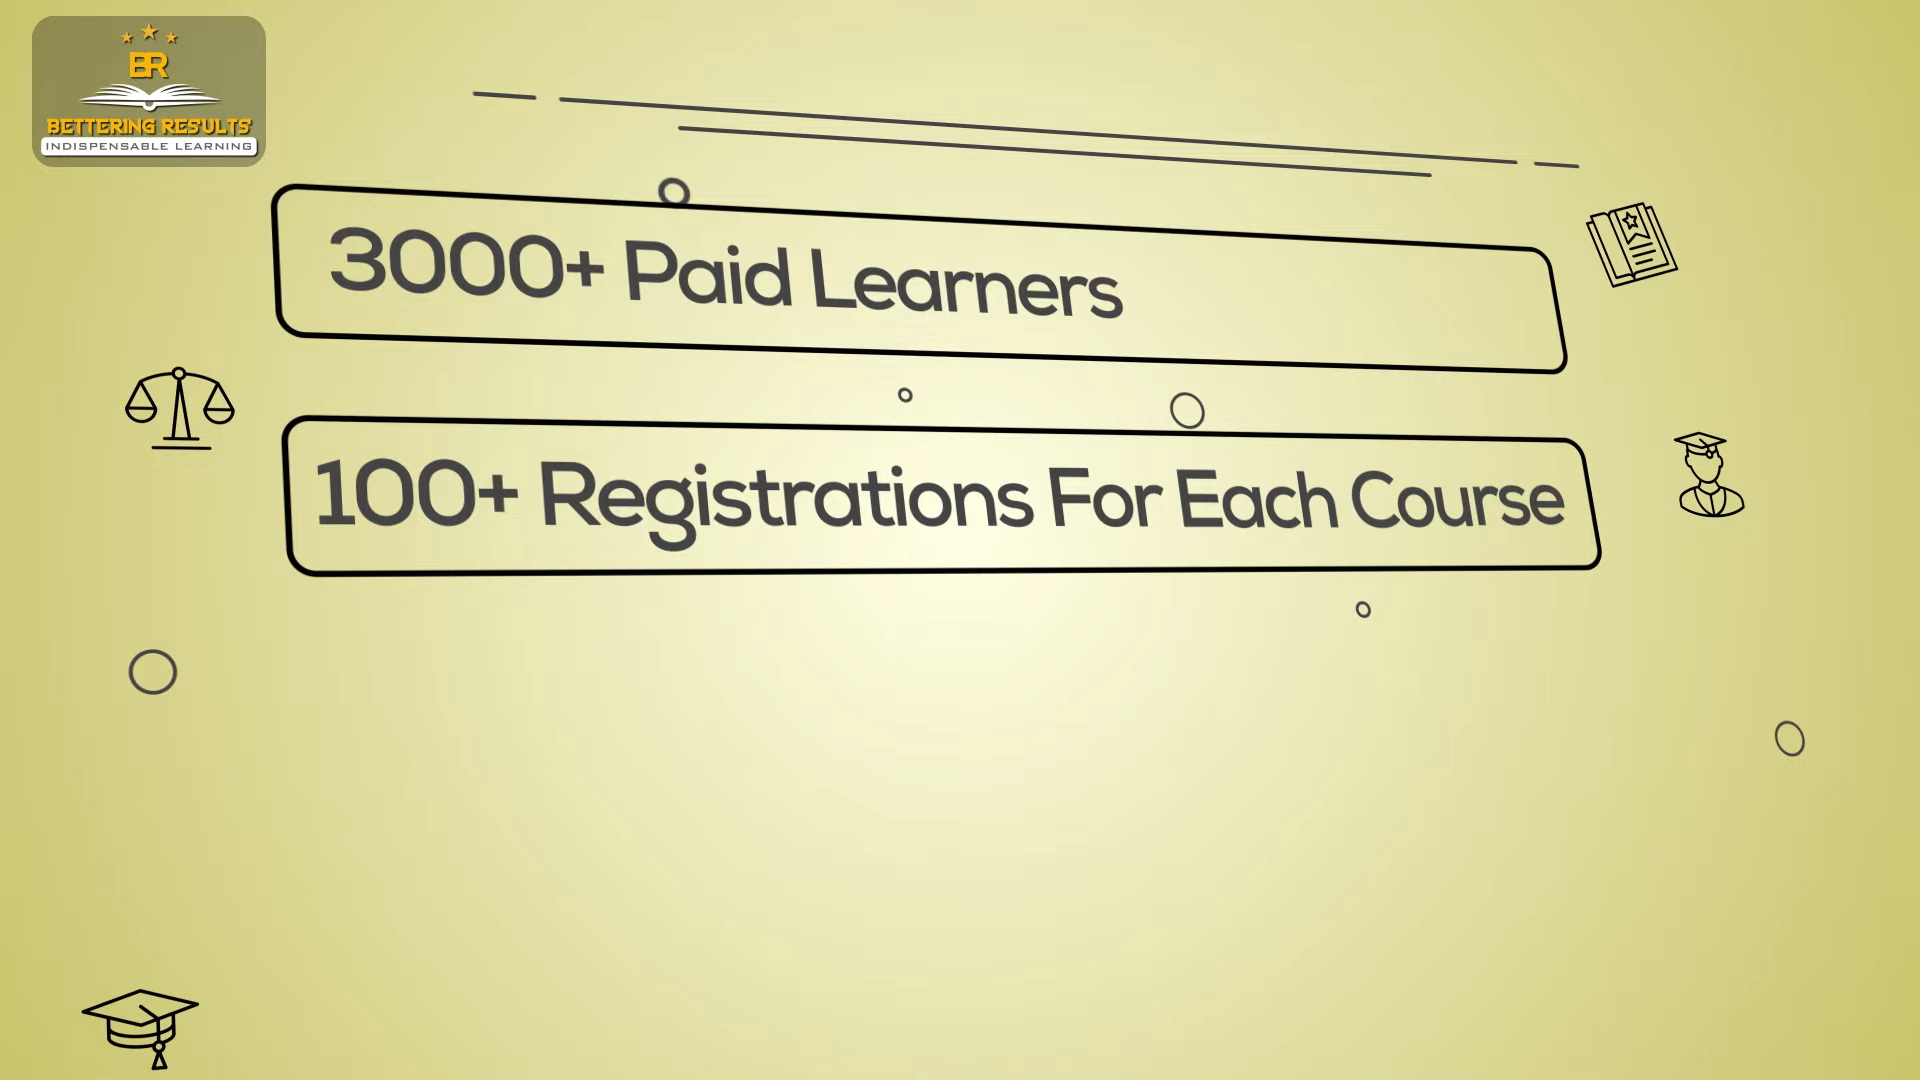 BR
BETTERING RESULTS
INDISPENSABLE LEARNING
3000+ Paid Learners
100+ Registrations For Each Course